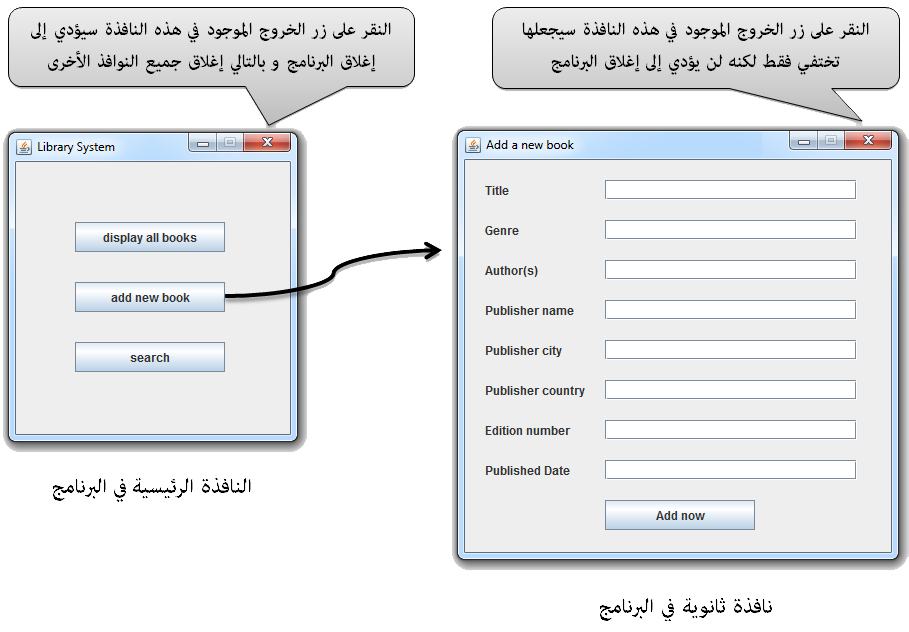 النقر على زر الخروج الموجود في هذه النافذة سيؤدي إلى
إغلاق البرنامج و بالتالي إغلاق جميع النوافذ الأخرى
النقر على زر الخروج الموجود في هذه النافذة سيجعلها
تختفي فقط لكنه لن يؤدي إلى إغلاق البرنامج
Library System
display all books
add new book
search
النافذة الرئيسية في البرنامج
Add a new book
Title
Genre
Author(s)
Publisher name
Publisher city
Publisher country
Edition number
Published Date
Add now
نافذة ثانوية في البرنامج